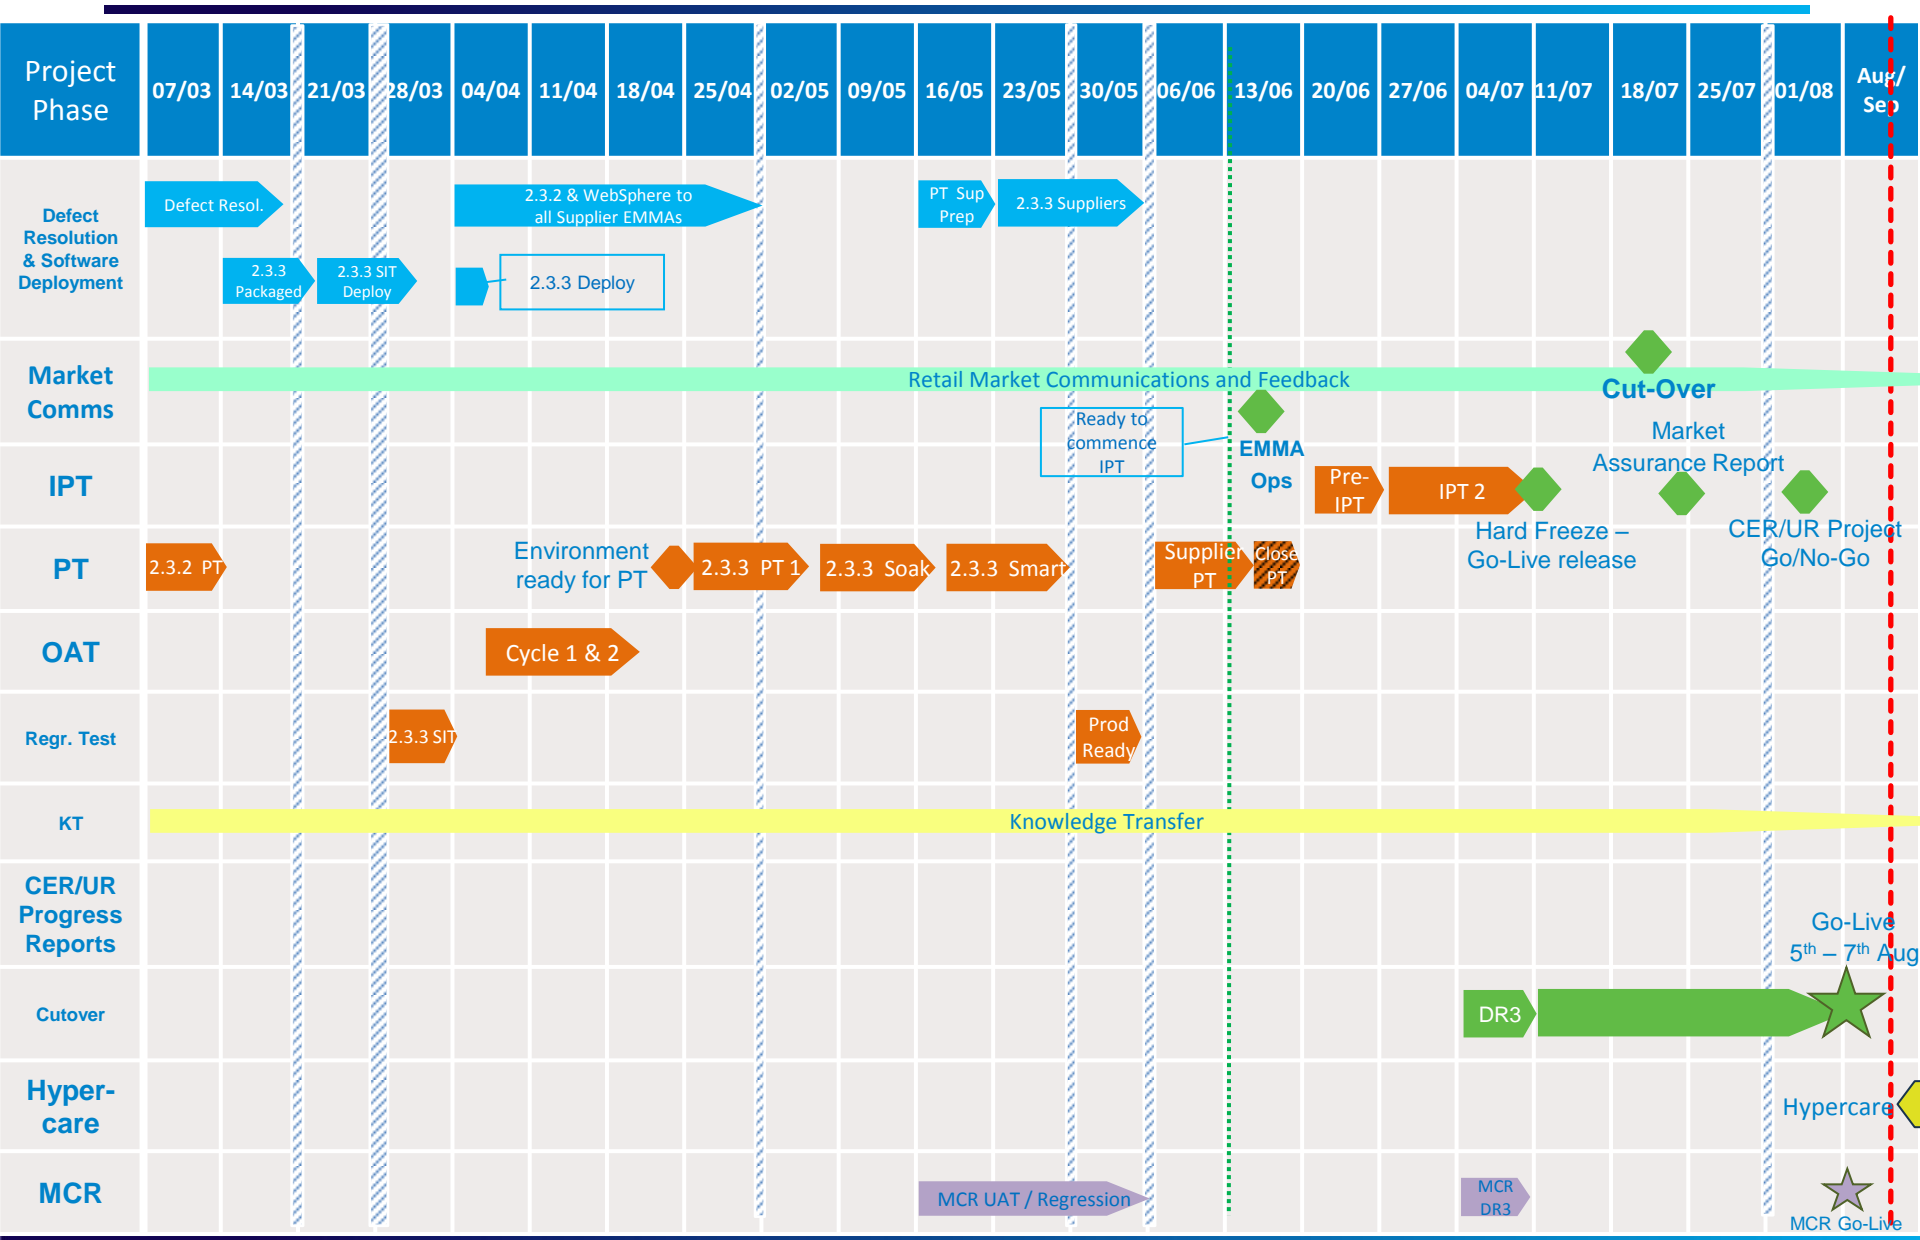 Project
Phase
07/03 14/03 21/03 28/03 04/04 11/04 18/04 25/04 02/05 09/05 16/05 23/05 30/05 06/06 13/06 20/06 27/06 04/07 11/07 18/07 25/07 01/08
Aug/
Sep
Defect
Resolution
& Software
Deployment
Defect Resol.
2.3.2 & WebSphere to
all Supplier EMMAs
PT Sup
Prep
2.3.3 Suppliers
2.3.3
Packaged
2.3.3 SIT
Deploy
2.3.3 Deploy
Market
Comms
Retail Market Communications and Feedback
Cut-Over
Ready to
commence
IPT
EMMA
Ops
Market
Assurance Report
IPT
Pre-
IPT
IPT 2
Hard Freeze –
Go-Live release
CER/UR Project
Go/No-Go
PT
2.3.2 PT
Environment
ready for PT
2.3.3 PT 1
2.3.3 Soak
2.3.3 Smart
Supplier
PT
Close
PT
OAT
Cycle 1 & 2
Regr. Test
2.3.3 SIT
Prod
Ready
KT
Knowledge Transfer
CER/UR
Progress
Reports
Go-Live
5th – 7th Aug
Cutover
DR3
Hyper-
care
Hypercare
MCR
MCR UAT / Regression
MCR
DR3
MCR Go-Live